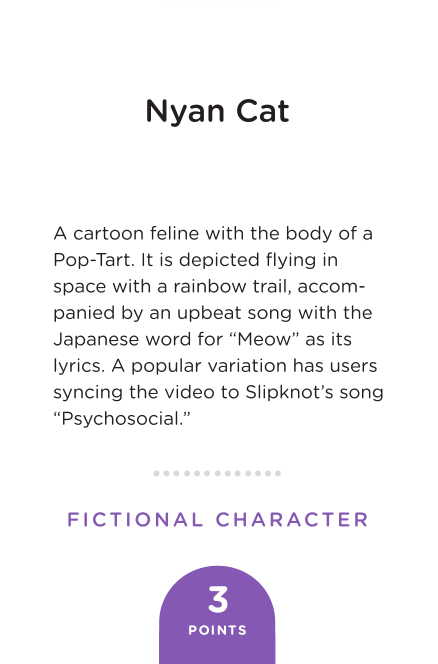 Nyan Cat
A cartoon feline with the body of a
Pop-Tart. It is depicted flying in
space with a rainbow trail, accom-
panied by an upbeat song with the
Japanese word for “Meow” as its
lyrics. A popular variation has users
syncing the video to Slipknot’s song
“Psychosocial.”
FICTIONAL CHARACTER
3
POINTS